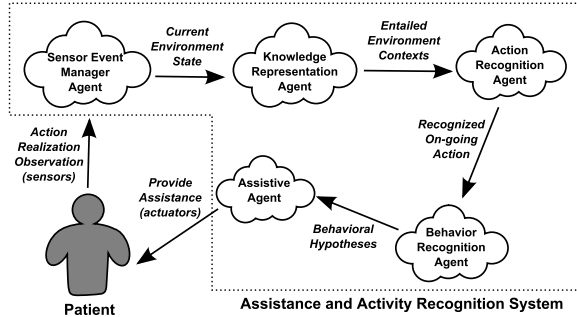 Sensor Event
Manager
Agent
Current
Environment
State
Knowledge
Representation
Agent
Entailed
Environment
Contexts
Action
Recognition
Agent
Recognized
On-going
Action
Behavior
Recognition
Agent
Behavioral
Hypotheses
Assistive
Agent
Provide
Assistance
(actuators)
Action
Realization
Observation
(sensors)
Patient
Assistance and Activity Recognition System